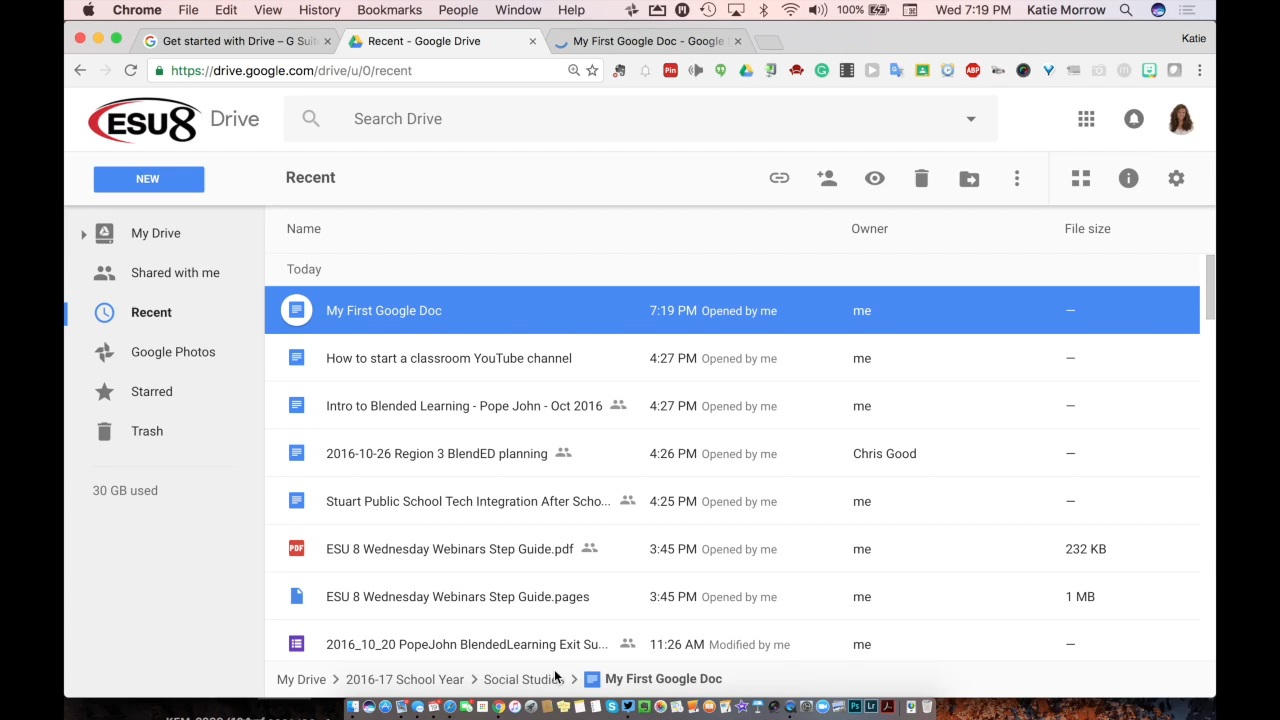 Chrome File Edit View History Bookmarks People Window Help 100% Wed 7:19 PM Katie Morrow
Get started with Drive – G Suit Recent - Google Drive My First Google Doc - Google Katie
https://drive.google.com/drive/u/0/recent Pin ABP
ESU8 Drive Search Drive
NEW Recent
My Drive
Shared with me
Recent
Google Photos
Starred
Trash
30 GB used
Name Owner File size
Today
My First Google Doc 7:19 PM Opened by me me —
How to start a classroom YouTube channel 4:27 PM Opened by me me —
Intro to Blended Learning - Pope John - Oct 2016 4:27 PM Opened by me me —
2016-10-26 Region 3 BlendED planning 4:26 PM Opened by me Chris Good —
Stuart Public School Tech Integration After Scho... 4:25 PM Opened by me me —
PDF ESU 8 Wednesday Webinars Step Guide.pdf 3:45 PM Opened by me me 232 KB
ESU 8 Wednesday Webinars Step Guide.pages 3:45 PM Opened by me me 1 MB
2016_10_20 PopeJohn BlendedLearning Exit Su... 11:26 AM Modified by me me —
My Drive > 2016-17 School Year > Social Studies > My First Google Doc
Ps Lr